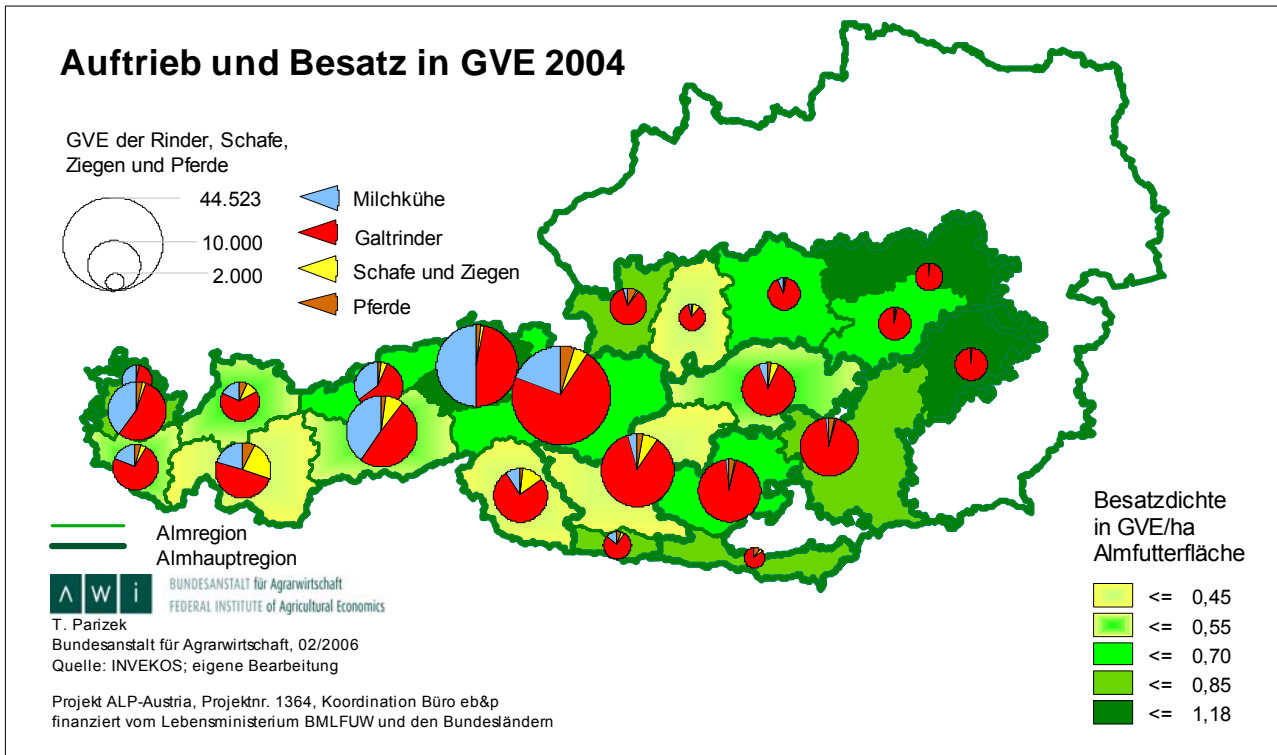 Auftrieb und Besatz in GVE 2004
GVE der Rinder, Schafe,
Ziegen und Pferde
44.523
10.000
2.000
Milchkühe
Galtrinder
Schafe und Ziegen
Pferde
Almregion
Almhauptregion
AWi
BUNDESANSTALT für Agrarwirtschaft
FEDERAL INSTITUTE of Agricultural Economics
T. Parizek
Bundesanstalt für Agrarwirtschaft, 02/2006
Quelle: INVEKOS; eigene Bearbeitung
Projekt ALP-Austria, Projektnr. 1364, Koordination Büro eb&p
finanziert vom Lebensministerium BMLFUW und den Bundesländern
Besatzdichte
in GVE/ha
Almfutterfläche
<= 0,45
<= 0,55
<= 0,70
<= 0,85
<= 1,18